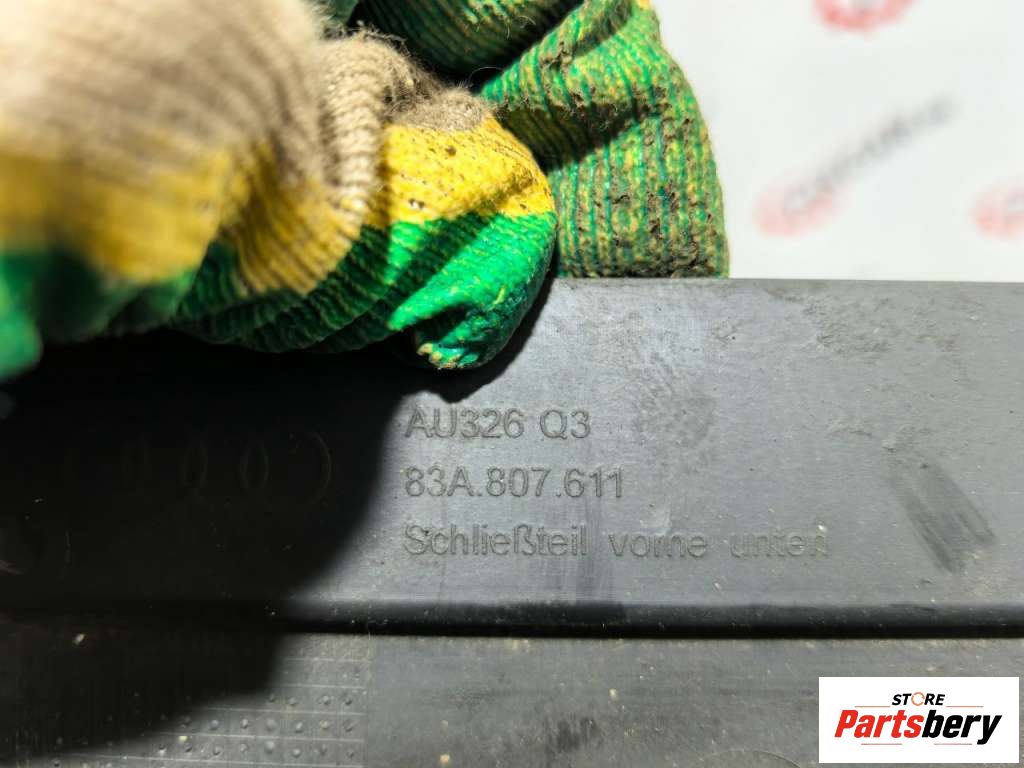 AU326 Q3
83A.807.611
Schließteil vorne unten
STORE
Partsbery